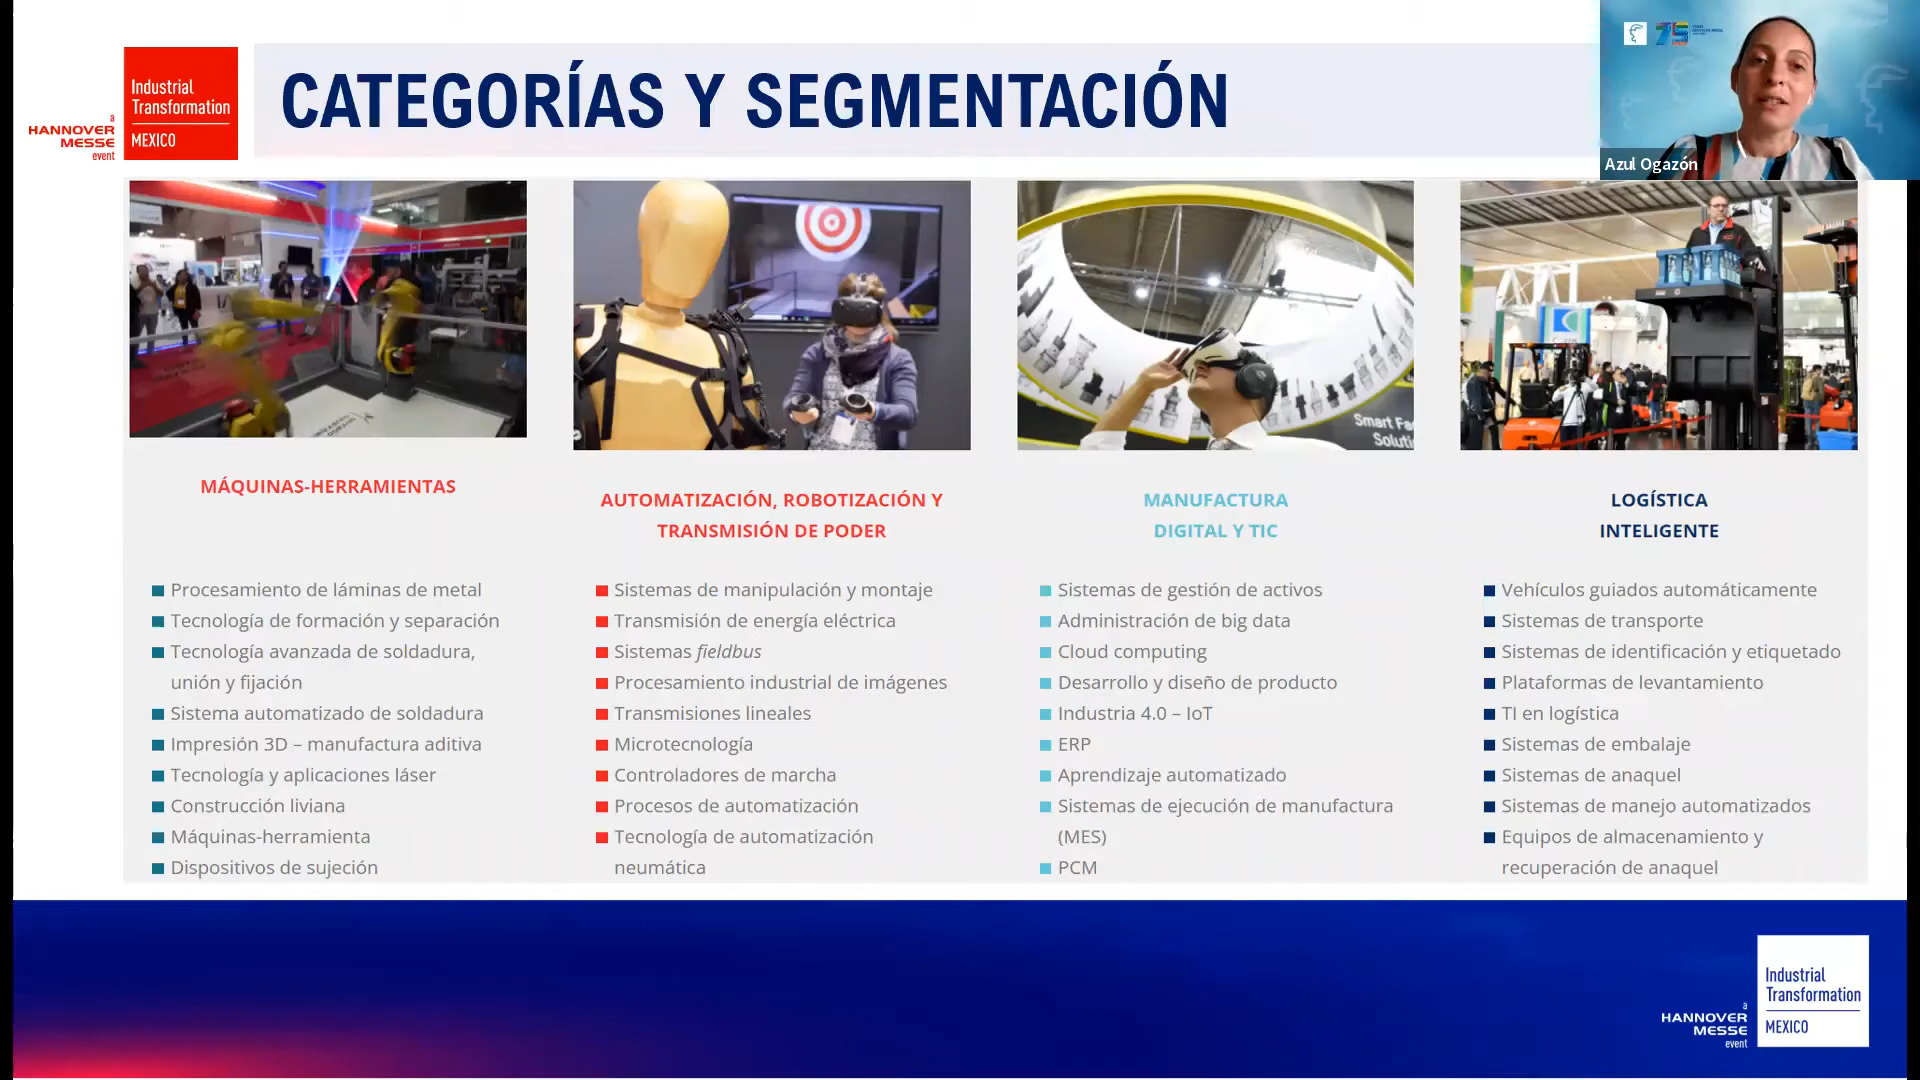 Industrial
Transformation
MEXICO
a
HANNOVER
MESSE
event
CATEGORÍAS Y SEGMENTACIÓN
75
Azul Ogazón
Smart Fa
Soluti
MÁQUINAS-HERRAMIENTAS
Procesamiento de láminas de metal
Tecnología de formación y separación
Tecnología avanzada de soldadura,
unión y fijación
Sistema automatizado de soldadura
Impresión 3D – manufactura aditiva
Tecnología y aplicaciones láser
Construcción liviana
Máquinas-herramienta
Dispositivos de sujeción
AUTOMATIZACIÓN, ROBOTIZACIÓN Y
TRANSMISIÓN DE PODER
Sistemas de manipulación y montaje
Transmisión de energía eléctrica
Sistemas fieldbus
Procesamiento industrial de imágenes
Transmisiones lineales
Microtecnología
Controladores de marcha
Procesos de automatización
Tecnología de automatización
neumática
MANUFACTURA
DIGITAL Y TIC
Sistemas de gestión de activos
Administración de big data
Cloud computing
Desarrollo y diseño de producto
Industria 4.0 – IoT
ERP
Aprendizaje automatizado
Sistemas de ejecución de manufactura
(MES)
PCM
LOGÍSTICA
INTELIGENTE
Vehículos guiados automáticamente
Sistemas de transporte
Sistemas de identificación y etiquetado
Plataformas de levantamiento
TI en logística
Sistemas de embalaje
Sistemas de anaquel
Sistemas de manejo automatizados
Equipos de almacenamiento y
recuperación de anaquel
a
HANNOVER
MESSE
event
Industrial
Transformation
MEXICO